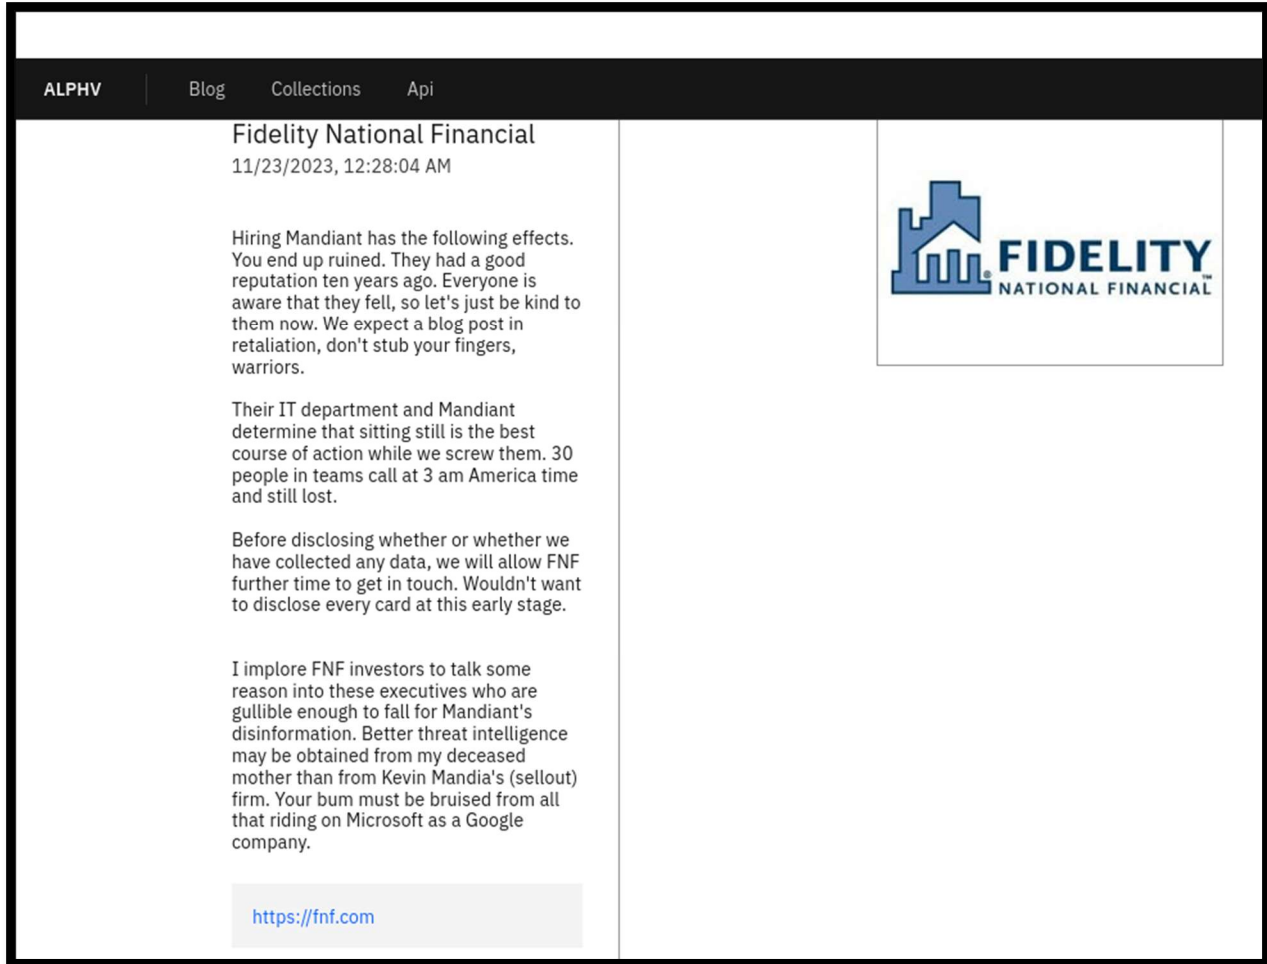 ALPHV Blog Collections Api
Fidelity National Financial
11/23/2023, 12:28:04 AM
Hiring Mandiant has the following effects.
You end up ruined. They had a good
reputation ten years ago. Everyone is
aware that they fell, so let's just be kind to
them now. We expect a blog post in
retaliation, don't stub your fingers,
warriors.
Their IT department and Mandiant
determine that sitting still is the best
course of action while we screw them. 30
people in teams call at 3 am America time
and still lost.
Before disclosing whether or whether we
have collected any data, we will allow FNF
further time to get in touch. Wouldn't want
to disclose every card at this early stage.
I implore FNF investors to talk some
reason into these executives who are
gullible enough to fall for Mandiant's
disinformation. Better threat intelligence
may be obtained from my deceased
mother than from Kevin Mandia's (sellout)
firm. Your bum must be bruised from all
that riding on Microsoft as a Google
company.
https://fnf.com
FIDELITY™
® NATIONAL FINANCIAL